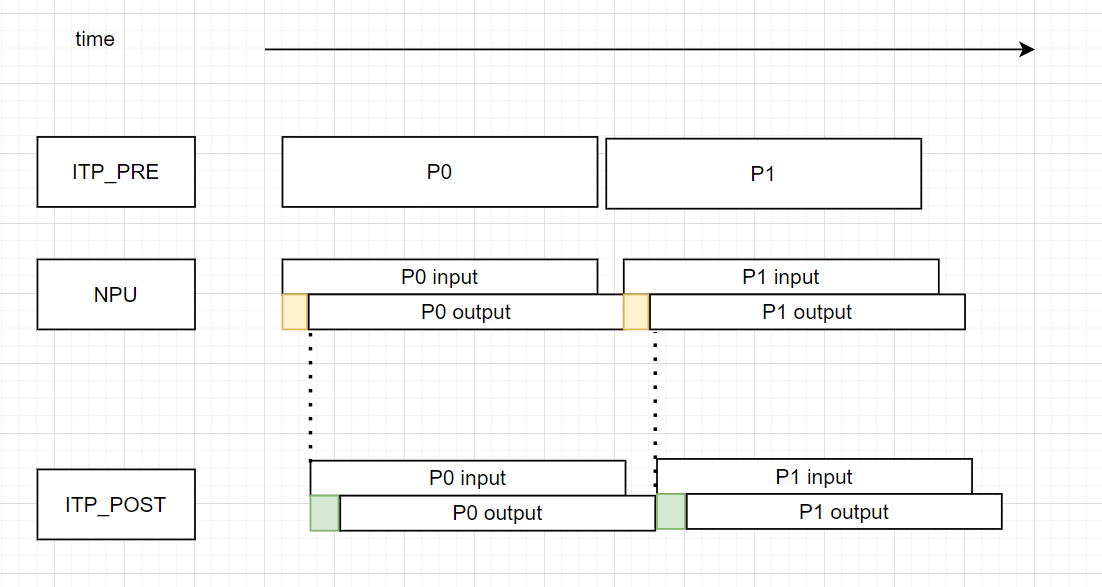 time
ITP_PRE
P0
P1
NPU
P0 input
P1 input
P0 output
P1 output
ITP_POST
P0 input
P1 input
P0 output
P1 output